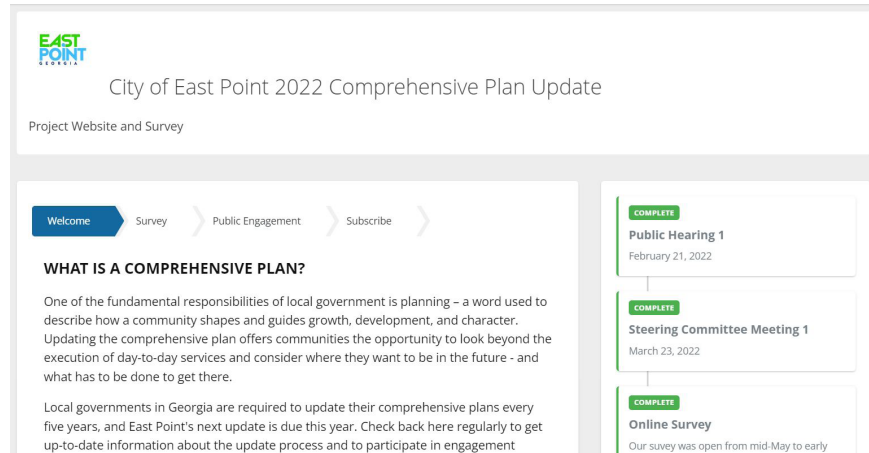 EAST
POINT
GEORGIA
City of East Point 2022 Comprehensive Plan Update
Project Website and Survey
Welcome
Survey
Public Engagement
Subscribe
WHAT IS A COMPREHENSIVE PLAN?
One of the fundamental responsibilities of local government is planning – a word used to
describe how a community shapes and guides growth, development, and character.
Updating the comprehensive plan offers communities the opportunity to look beyond the
execution of day-to-day services and consider where they want to be in the future - and
what has to be done to get there.
Local governments in Georgia are required to update their comprehensive plans every
five years, and East Point's next update is due this year. Check back here regularly to get
up-to-date information about the update process and to participate in engagement
COMPLETE
Public Hearing 1
February 21, 2022
COMPLETE
Steering Committee Meeting 1
March 23, 2022
COMPLETE
Online Survey
Our suvey was open from mid-May to early